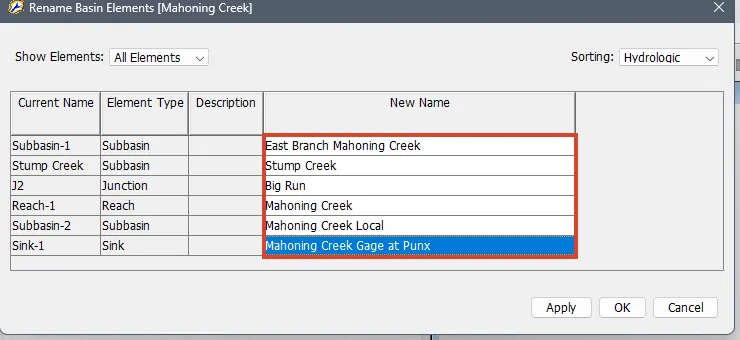 Rename Basin Elements [Mahoning Creek]
Show Elements: All Elements Sorting: Hydrologic
Current Name Element Type Description New Name
Subbasin-1 Subbasin East Branch Mahoning Creek
Stump Creek Subbasin Stump Creek
J2 Junction Big Run
Reach-1 Reach Mahoning Creek
Subbasin-2 Subbasin Mahoning Creek Local
Sink-1 Sink Mahoning Creek Gage at Punx
Apply OK Cancel